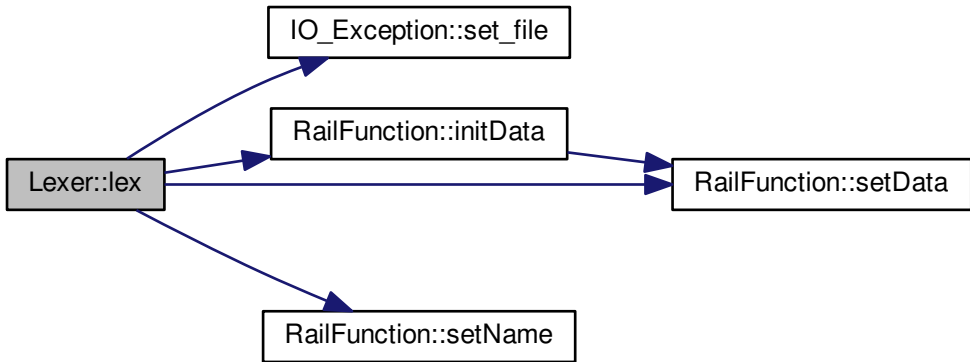 IO_Exception::set_file
RailFunction::initData
Lexer::lex
RailFunction::setData
RailFunction::setName